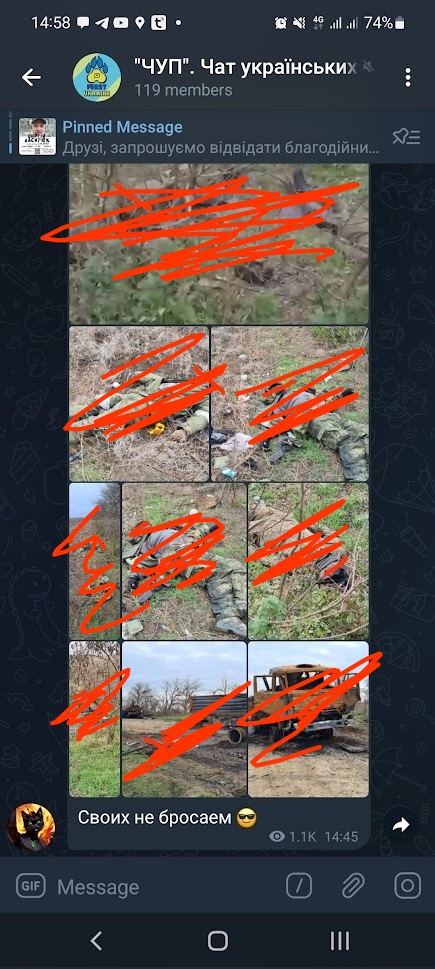 14:58
4G
74%
"ЧУП". Чат українських
119 members
Pinned Message
Друзі, запрошуємо відвідати благодійни...
Своих не бросаем 😎
1.1K 14:45
GIF Message